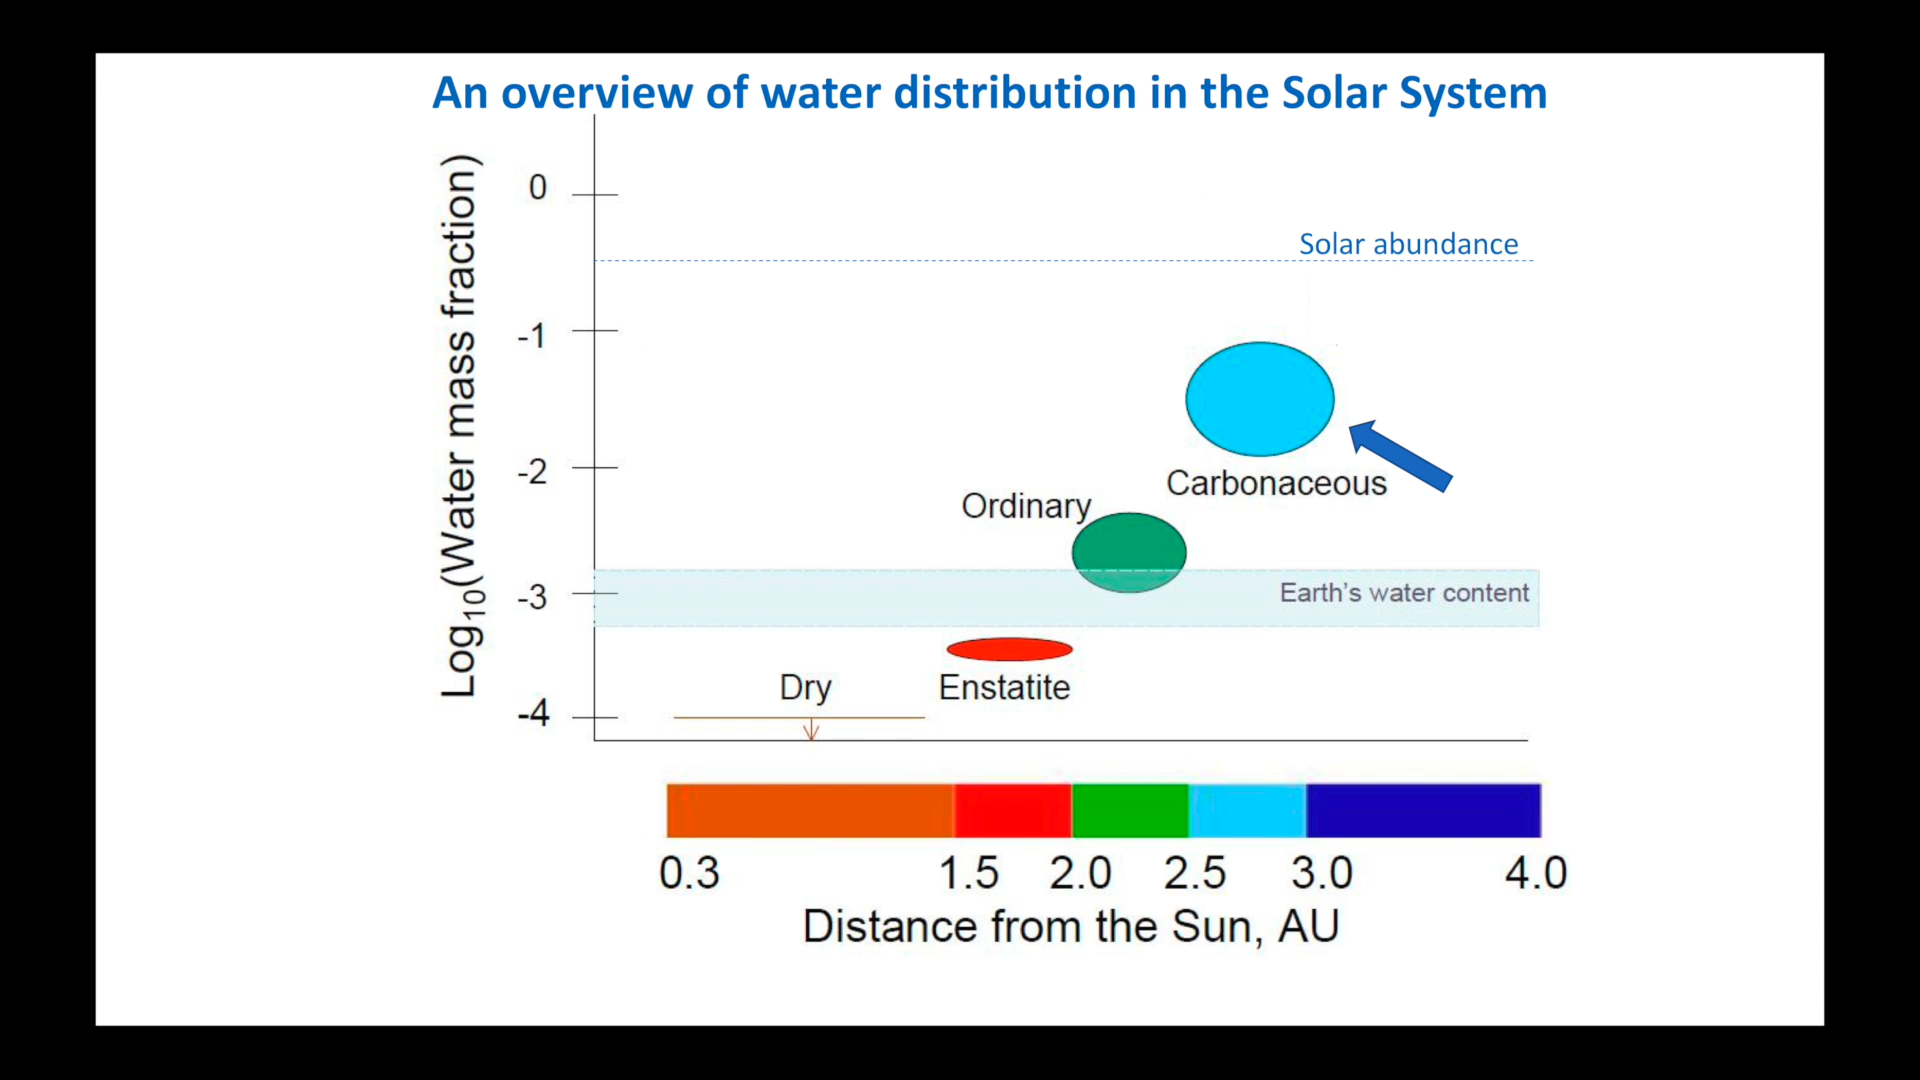 An overview of water distribution in the Solar System
Log10(Water mass fraction)
0
Solar abundance
-1
-2
Carbonaceous
Ordinary
-3
Earth's water content
Dry
Enstatite
-4
0.3 1.5 2.0 2.5 3.0 4.0
Distance from the Sun, AU